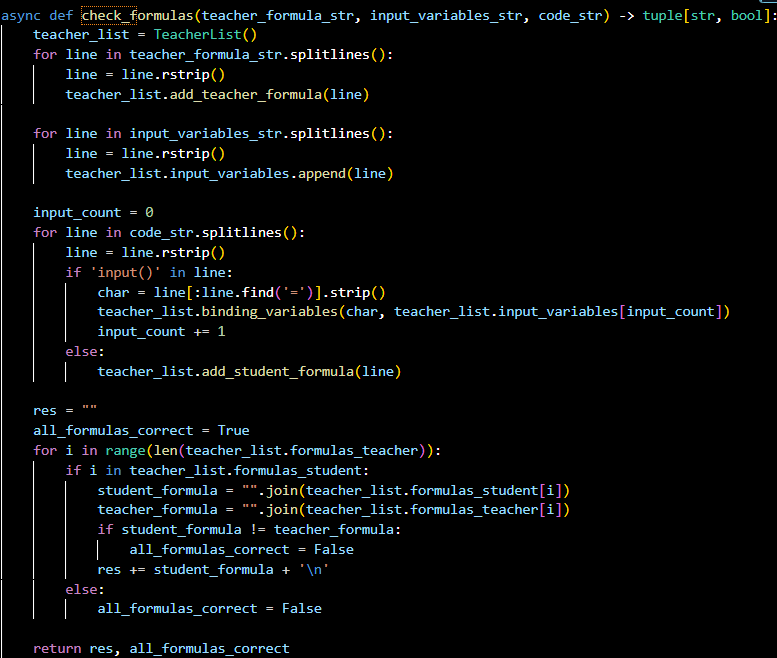 async def check_formulas(teacher_formula_str, input_variables_str, code_str) -> tuple[str, bool]:
    teacher_list = TeacherList()
    for line in teacher_formula_str.splitlines():
        line = line.rstrip()
        teacher_list.add_teacher_formula(line)

    for line in input_variables_str.splitlines():
        line = line.rstrip()
        teacher_list.input_variables.append(line)

    input_count = 0
    for line in code_str.splitlines():
        line = line.rstrip()
        if 'input()' in line:
            char = line[:line.find('=')].strip()
            teacher_list.binding_variables(char, teacher_list.input_variables[input_count])
            input_count += 1
        else:
            teacher_list.add_student_formula(line)

    res = ""
    all_formulas_correct = True
    for i in range(len(teacher_list.formulas_teacher)):
        if i in teacher_list.formulas_student:
            student_formula = "".join(teacher_list.formulas_student[i])
            teacher_formula = "".join(teacher_list.formulas_teacher[i])
            if student_formula != teacher_formula:
                all_formulas_correct = False
            res += student_formula + '\n'
        else:
            all_formulas_correct = False

    return res, all_formulas_correct